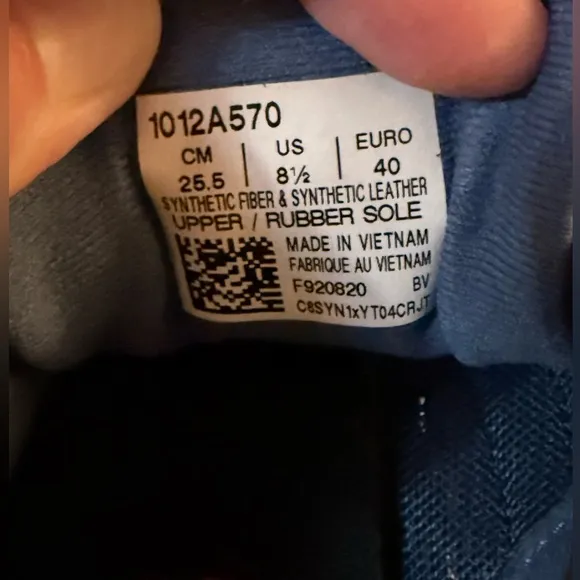 1012A570
CM | US | EURO
25.5 | 8½ | 40
SYNTHETIC FIBER & SYNTHETIC LEATHER
UPPER / RUBBER SOLE
MADE IN VIETNAM
FABRIQUE AU VIETNAM
F920820 BV
C8SYN1xYT04CRJT